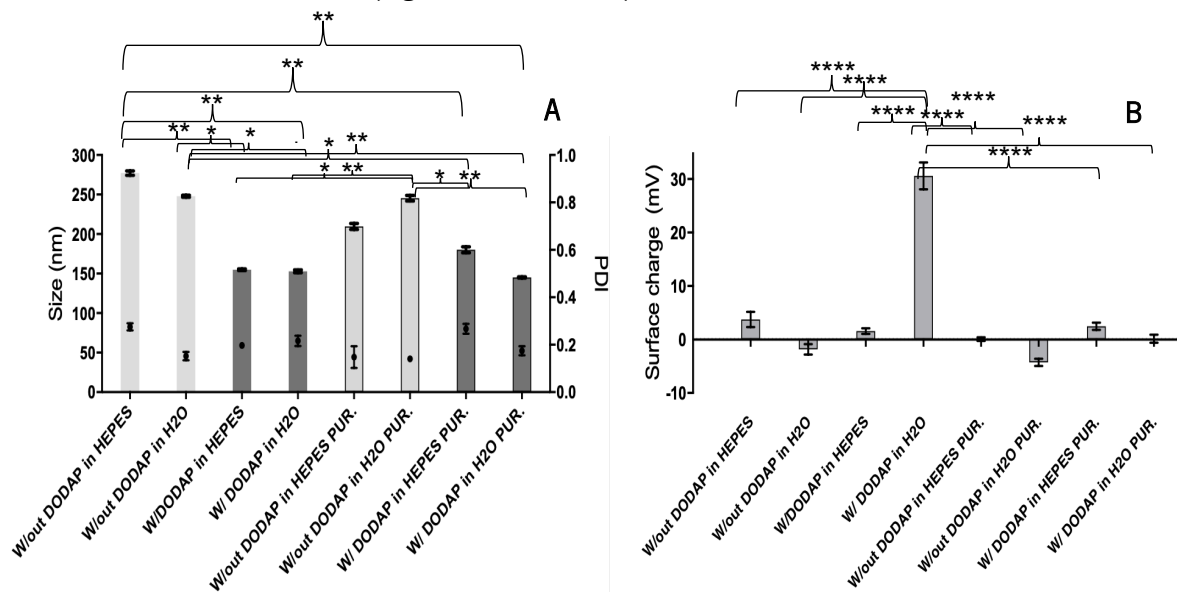 **
**
**
** * *
* **
* ** * **
A
300
250
200
150
100
50
0
Size (nm)
1.0
0.8
0.6
0.4
0.2
0.0
PDI
W/out DODAP in HEPES
W/out DODAP in H2O
W/DODAP in HEPES
W/ DODAP in H2O
W/out DODAP in HEPES PUR.
W/out DODAP in H2O PUR.
W/ DODAP in HEPES PUR.
W/ DODAP in H2O PUR.
****
****
****
**** ****
****
****
B
30
20
10
0
-10
Surface charge (mV)
W/out DODAP in HEPES
W/out DODAP in H2O
W/DODAP in HEPES
W/ DODAP in H2O
W/out DODAP in HEPES PUR.
W/out DODAP in H2O PUR.
W/ DODAP in HEPES PUR.
W/ DODAP in H2O PUR.